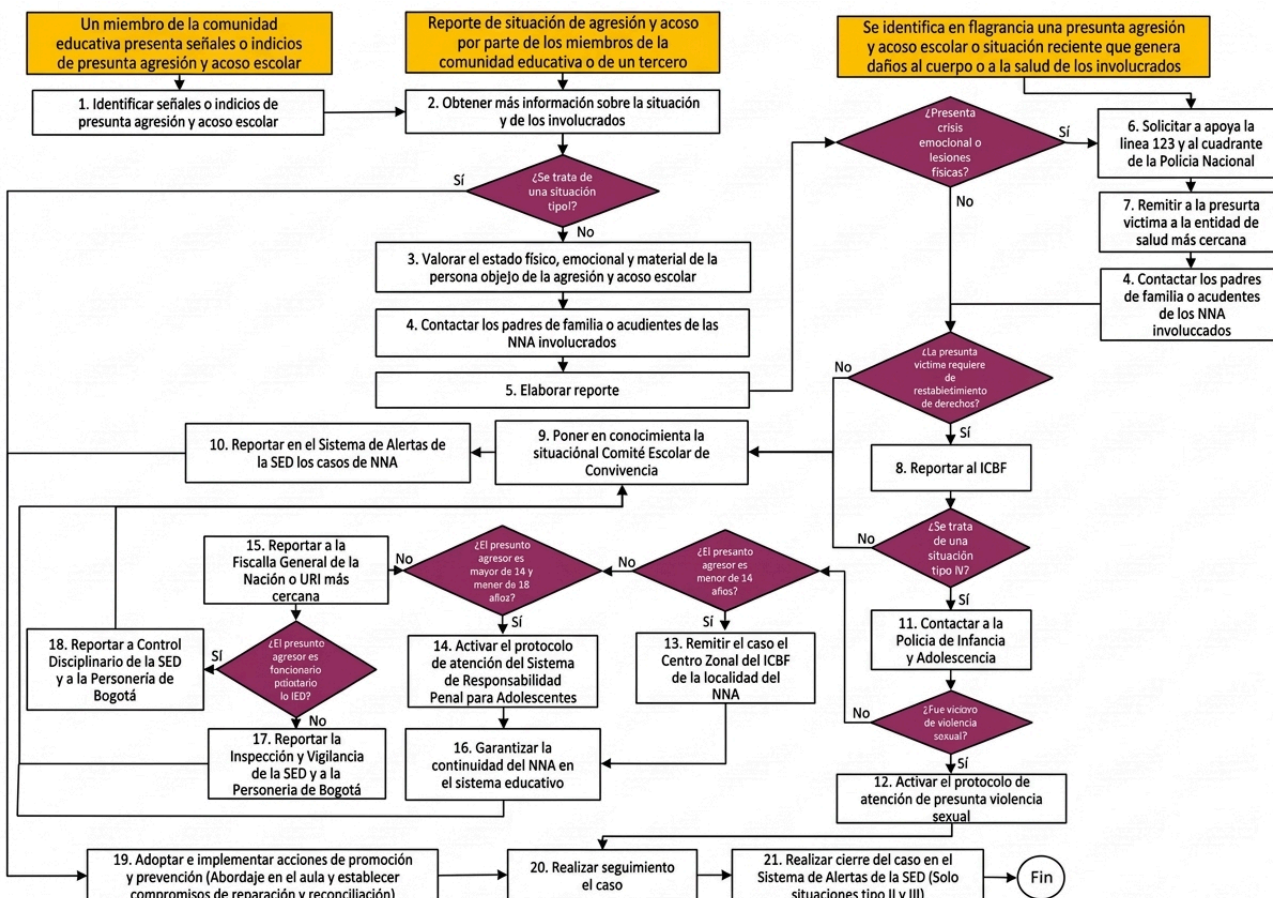 Un miembro de la comunidad
educativa presenta señales o indicios
de presunta agresión y acoso escolar
Reporte de situación de agresión y acoso
por parte de los miembros de la
comunidad educativa o de un tercero
Se identifica en flagrancia una presunta agresión
y acoso escolar o situación reciente que genera
daños al cuerpo o a la salud de los involucrados
1. Identificar señales o indicios de
presunta agresión y acoso escolar
2. Obtener más información sobre la situación
y de los involucrados
¿Presenta
crisis
emocional o
lesiones
físicas?
Sí
No
6. Solicitar a apoya la
linea 123 y al cuadrante
de la Policia Nacional
¿Se trata de
una situación
tipoI?
Sí
No
7. Remitir a la presurta
victima a la entidad de
salud más cercana
3. Valorar el estado físico, emocional y material de la
persona objejo de la agresión y acoso escolar
4. Contactar los padres de
familia o acudentes
de los NNA
involuccados
4. Contactar los padres de familia o acudientes de las
NNA involucrados
5. Elaborar reporte
¿La presunta
victime requiere
de
restabietimiento
de derechos?
No
Sí
10. Reportar en el Sistema de Alertas de
la SED los casos de NNA
9. Poner en conocimienta la
situaciónal Comité Escolar de
Convivencia
8. Reportar al ICBF
¿Se trata
de una
situación
tipo IV?
No
Sí
15. Reportar a la
Fiscalla General de la
Nación o URI más
cercana
No
¿El presunto
agresor es
mayor de 14 y
mener de 18
añoz?
No
Sí
¿El presanto
agresor es
menor de 14
años?
Sí
11. Contactar a la
Policia de Infancia
y Adolescencia
18. Reportar a Control
Disciplinario de la SED
y a la Personería de
Bogotá
Sí
¿El presunto
agresor es
funcionario
lo IED?
No
14. Activar el protocolo
de atención del Sistema
de Responsabilidad
Penal para Adolescentes
13. Remitir el caso el
Centro Zonal del ICBF
de la localidad del
NNA
No
¿Fue
de violencia
sexual?
Sí
17. Reportar la
Inspección y Vigilancia
de la SED y a la
Personeria de Bogotá
16. Garantizar la
continuidad del NNA en
el sistema educativo
12. Activar el protocolo de
atención de presunta violencia
sexual
19. Adoptar e implementar acciones de promoción
y prevención (Abordaje en el aula y establecer
compromisos de reparación y reconciliación)
20. Realizar seguimiento
el caso
21. Realizar cierre del caso en el
Sistema de Alertas de la SED (Solo
situaciones tipo II y III)
Fin